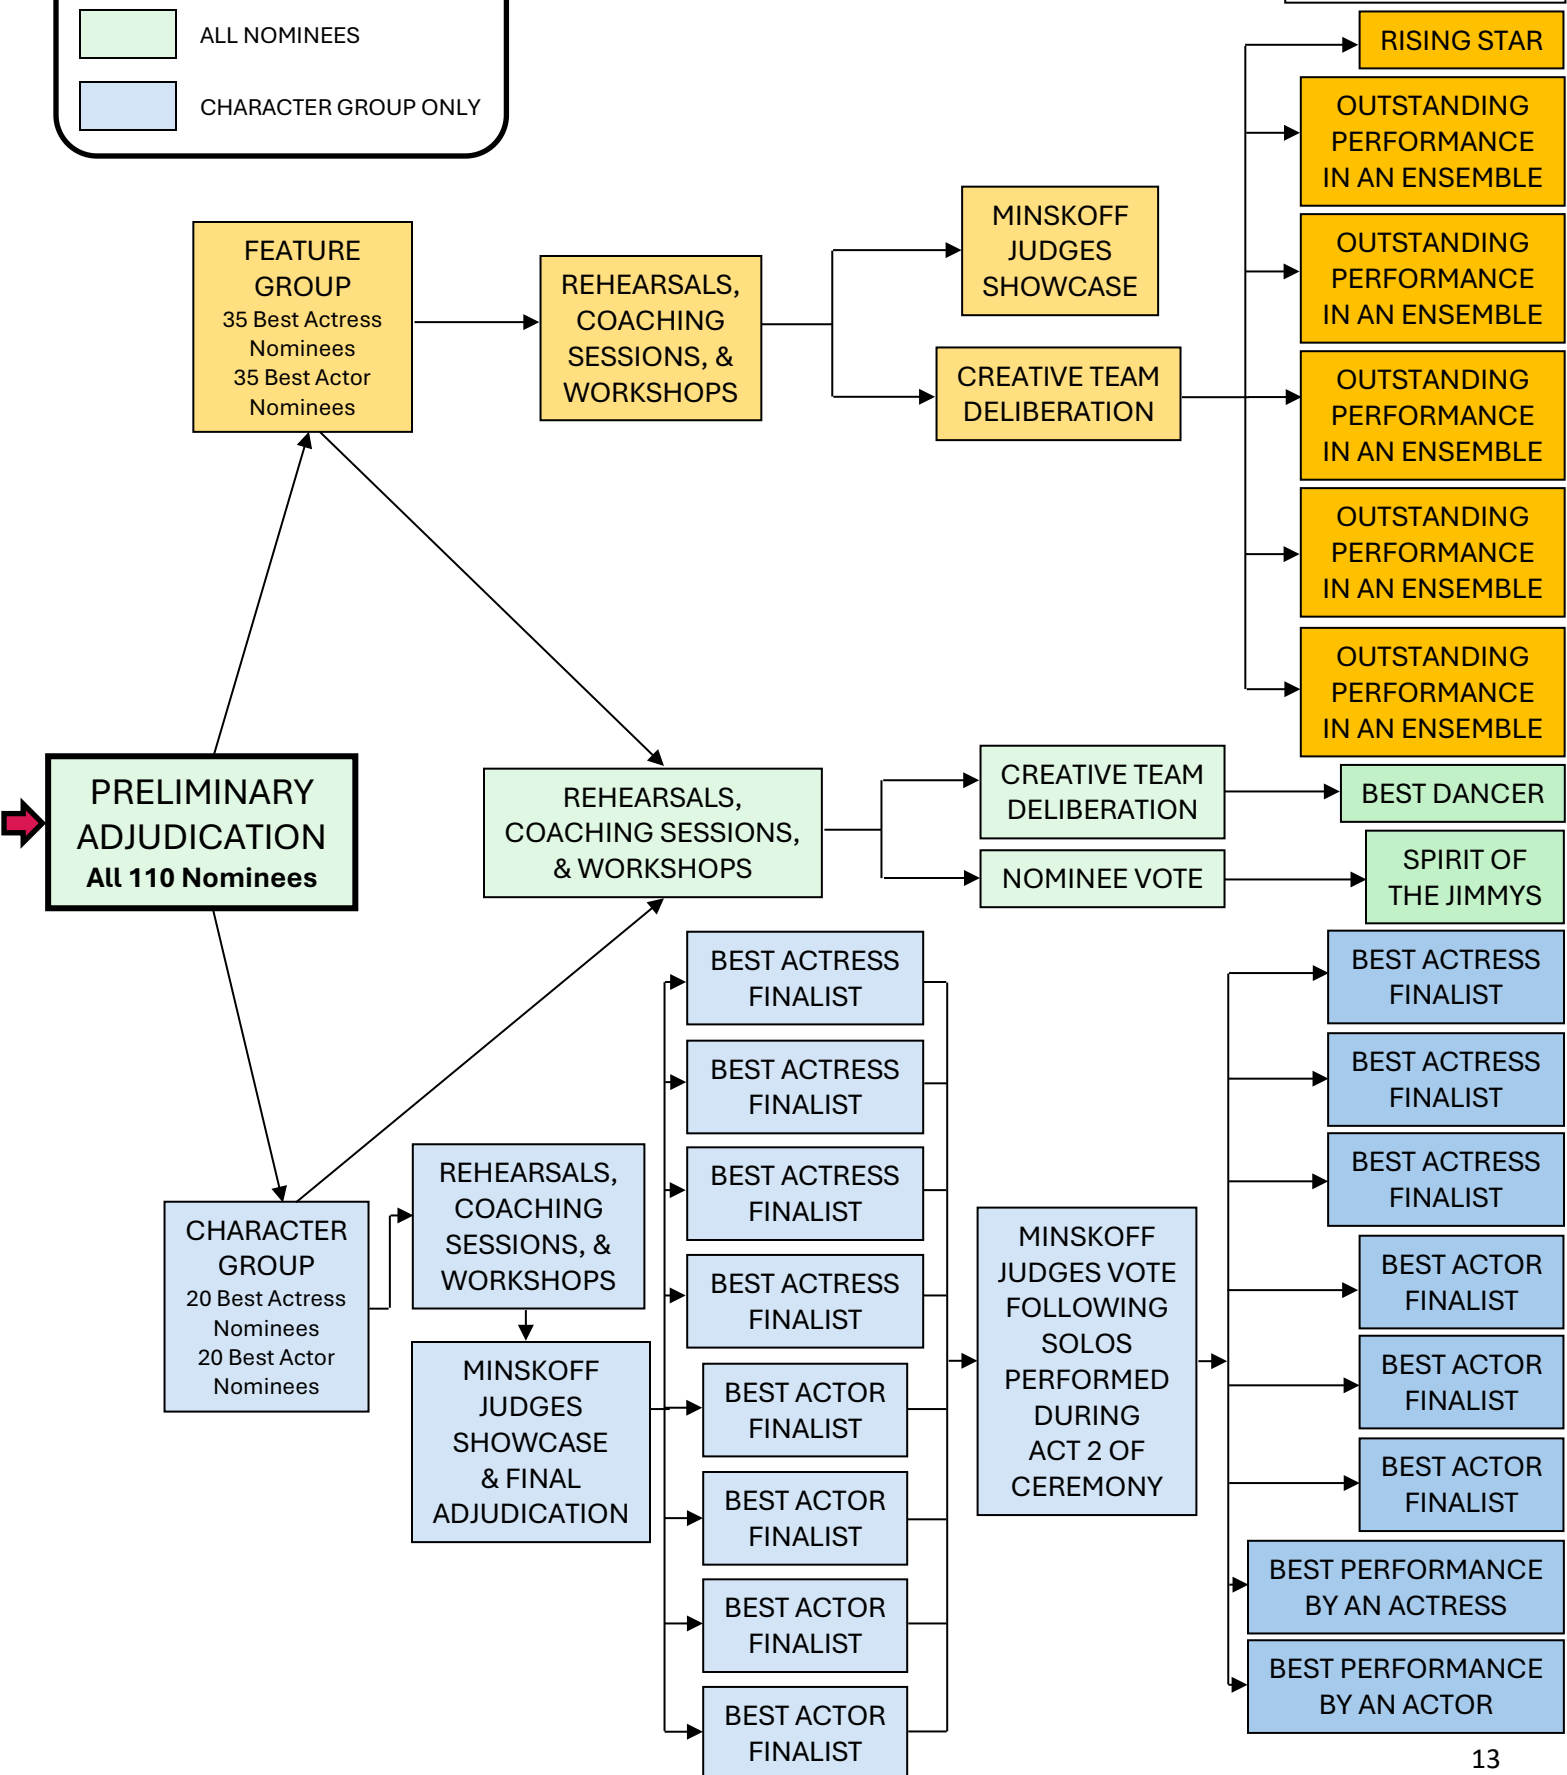 ALL NOMINEES
CHARACTER GROUP ONLY
RISING STAR
OUTSTANDING
PERFORMANCE
IN AN ENSEMBLE
OUTSTANDING
PERFORMANCE
IN AN ENSEMBLE
OUTSTANDING
PERFORMANCE
IN AN ENSEMBLE
OUTSTANDING
PERFORMANCE
IN AN ENSEMBLE
OUTSTANDING
PERFORMANCE
IN AN ENSEMBLE
FEATURE
GROUP
35 Best Actress
Nominees
35 Best Actor
Nominees
REHEARSALS,
COACHING
SESSIONS, &
WORKSHOPS
MINSKOFF
JUDGES
SHOWCASE
CREATIVE TEAM
DELIBERATION
PRELIMINARY
ADJUDICATION
All 110 Nominees
REHEARSALS,
COACHING SESSIONS,
& WORKSHOPS
CREATIVE TEAM
DELIBERATION
BEST DANCER
NOMINEE VOTE
SPIRIT OF
THE JIMMYS
CHARACTER
GROUP
20 Best Actress
Nominees
20 Best Actor
Nominees
REHEARSALS,
COACHING
SESSIONS, &
WORKSHOPS
MINSKOFF
JUDGES
SHOWCASE
& FINAL
ADJUDICATION
BEST ACTRESS
FINALIST
BEST ACTRESS
FINALIST
BEST ACTRESS
FINALIST
BEST ACTRESS
FINALIST
BEST ACTOR
FINALIST
BEST ACTOR
FINALIST
BEST ACTOR
FINALIST
BEST ACTOR
FINALIST
MINSKOFF
JUDGES VOTE
FOLLOWING
SOLOS
PERFORMED
DURING
ACT 2 OF
CEREMONY
BEST ACTRESS
FINALIST
BEST ACTRESS
FINALIST
BEST ACTRESS
FINALIST
BEST ACTOR
FINALIST
BEST ACTOR
FINALIST
BEST ACTOR
FINALIST
BEST PERFORMANCE
BY AN ACTRESS
BEST PERFORMANCE
BY AN ACTOR
13